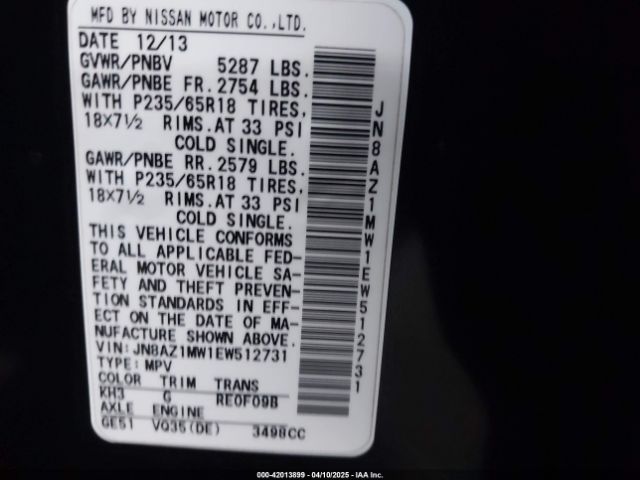 MFD BY NISSAN MOTOR CO.,LTD.
DATE 12/13
GVWR/PNBV 5287 LBS.
GAWR/PNBE FR. 2754 LBS.
WITH P235/65R18 TIRES,
18X7½ RIMS. AT 33 PSI
COLD SINGLE.
GAWR/PNBE RR. 2579 LBS.
WITH P235/65R18 TIRES,
18X7½ RIMS. AT 33 PSI
COLD SINGLE.
THIS VEHICLE CONFORMS
TO ALL APPLICABLE FED-
ERAL MOTOR VEHICLE SA-
FETY AND THEFT PREVEN-
TION STANDARDS IN EFF-
ECT ON THE DATE OF MA-
NUFACTURE SHOWN ABOVE.
VIN: JN8AZ1MW1EW512731
TYPE: MPV
COLOR TRIM TRANS
KH3 G RE0F09B
AXLE ENGINE
GE51 VQ35(DE) 3498CC
JN8AZ1MW1EW512731
000-42013899 - 04/10/2025 - IAA Inc.